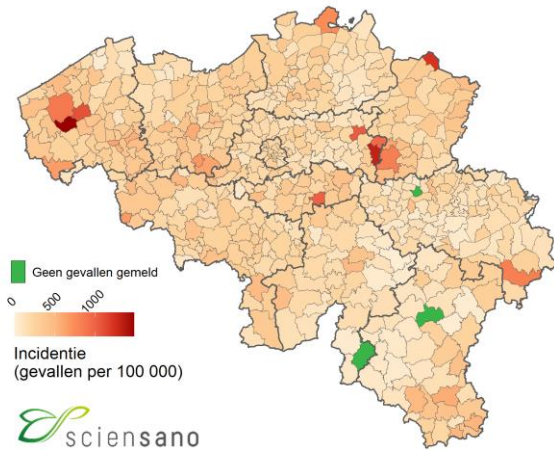 Geen gevallen gemeld
0 500 1000
Incidentie
(gevallen per 100 000)
sciensano